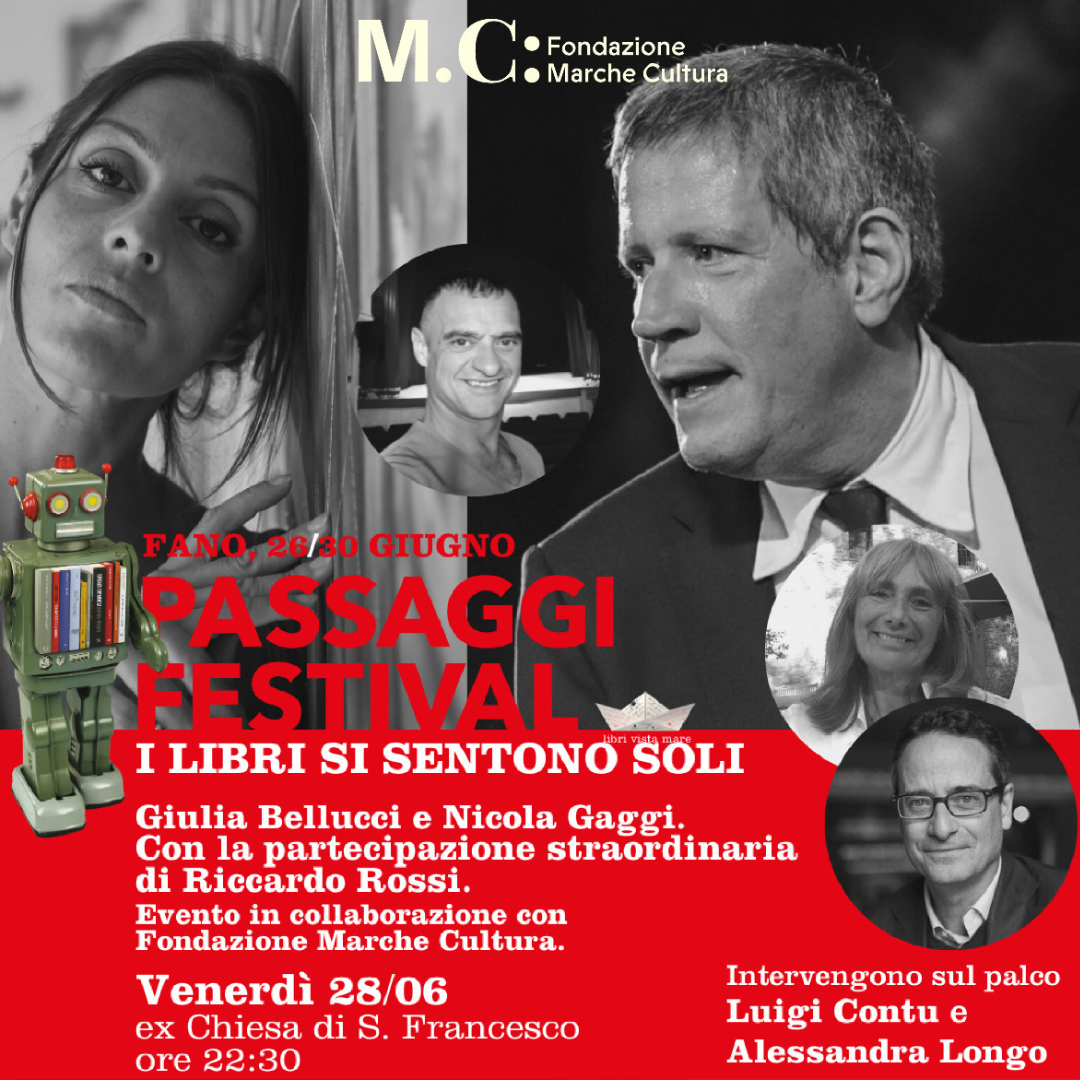 M.C: Fondazione
Marche Cultura
FANO, 26/30 GIUGNO
PASSAGGI
FESTIVAL
libri vista mare
I LIBRI SI SENTONO SOLI
Giulia Bellucci e Nicola Gaggi.
Con la partecipazione straordinaria
di Riccardo Rossi.
Evento in collaborazione con
Fondazione Marche Cultura.
Venerdì 28/06
ex Chiesa di S. Francesco
ore 22:30
Intervengono sul palco
Luigi Contu e
Alessandra Longo